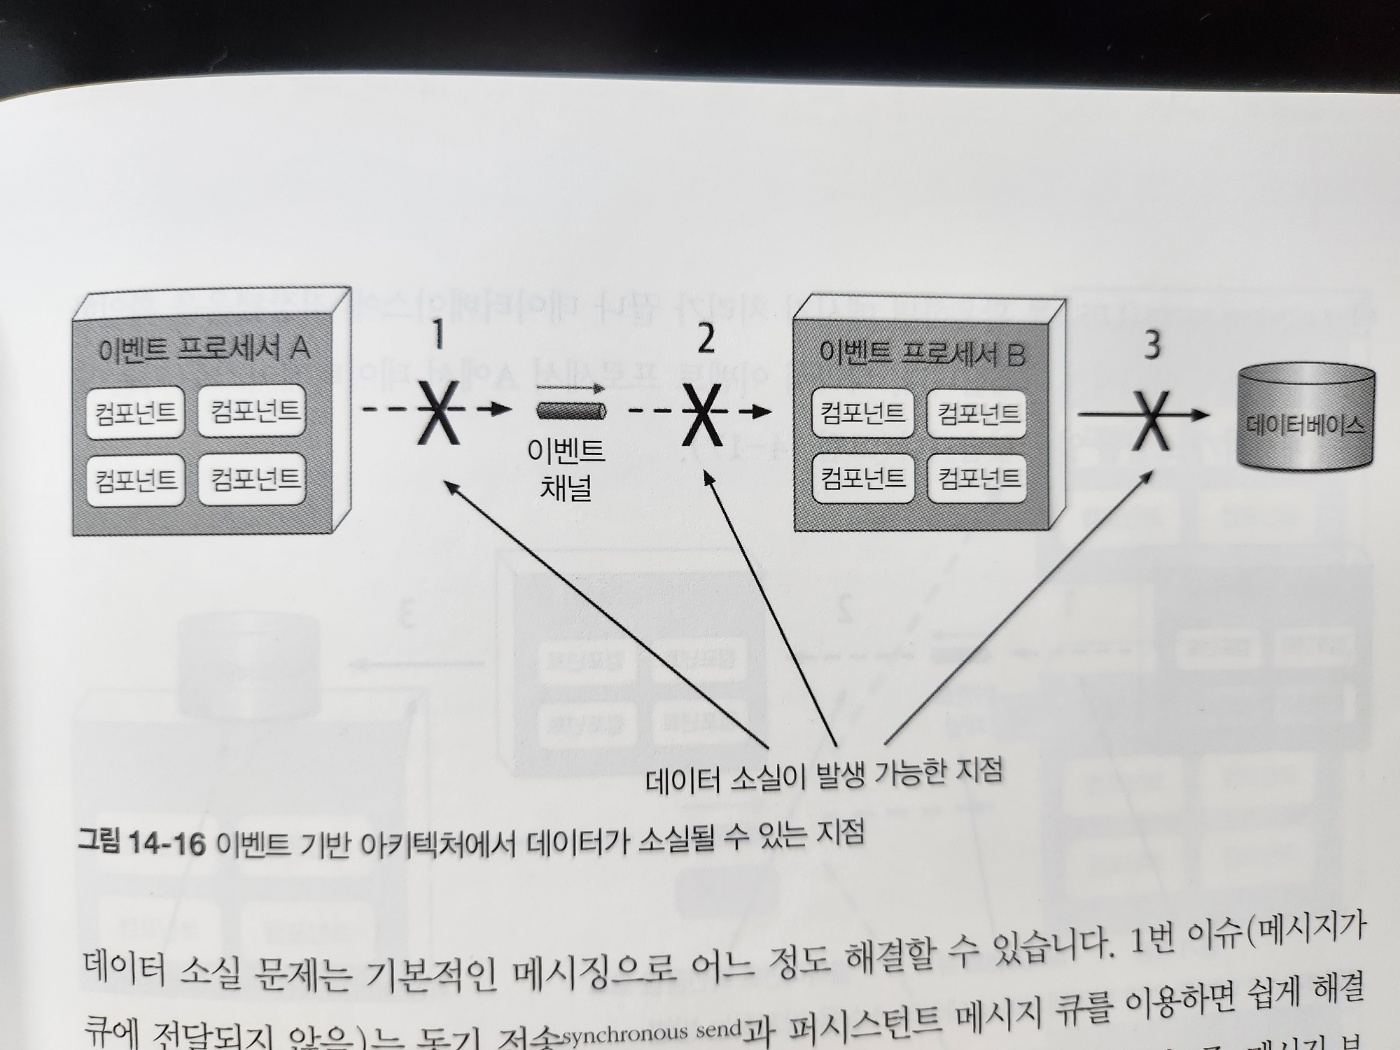 이벤트 프로세서 A
컴포넌트 컴포넌트
컴포넌트 컴포넌트
1
이벤트
채널
2
이벤트 프로세서 B
컴포넌트 컴포넌트
컴포넌트 컴포넌트
3
데이터베이스
데이터 소실이 발생 가능한 지점
그림 14-16 이벤트 기반 아키텍처에서 데이터가 소실될 수 있는 지점
데이터 소실 문제는 기본적인 메시징으로 어느 정도 해결할 수 있습니다. 1번 이슈(메시지가
큐에 전달되지 않음)는 동기 전송synchronous send과 퍼시스턴트 메시지 큐를 이용하면 쉽게 해결